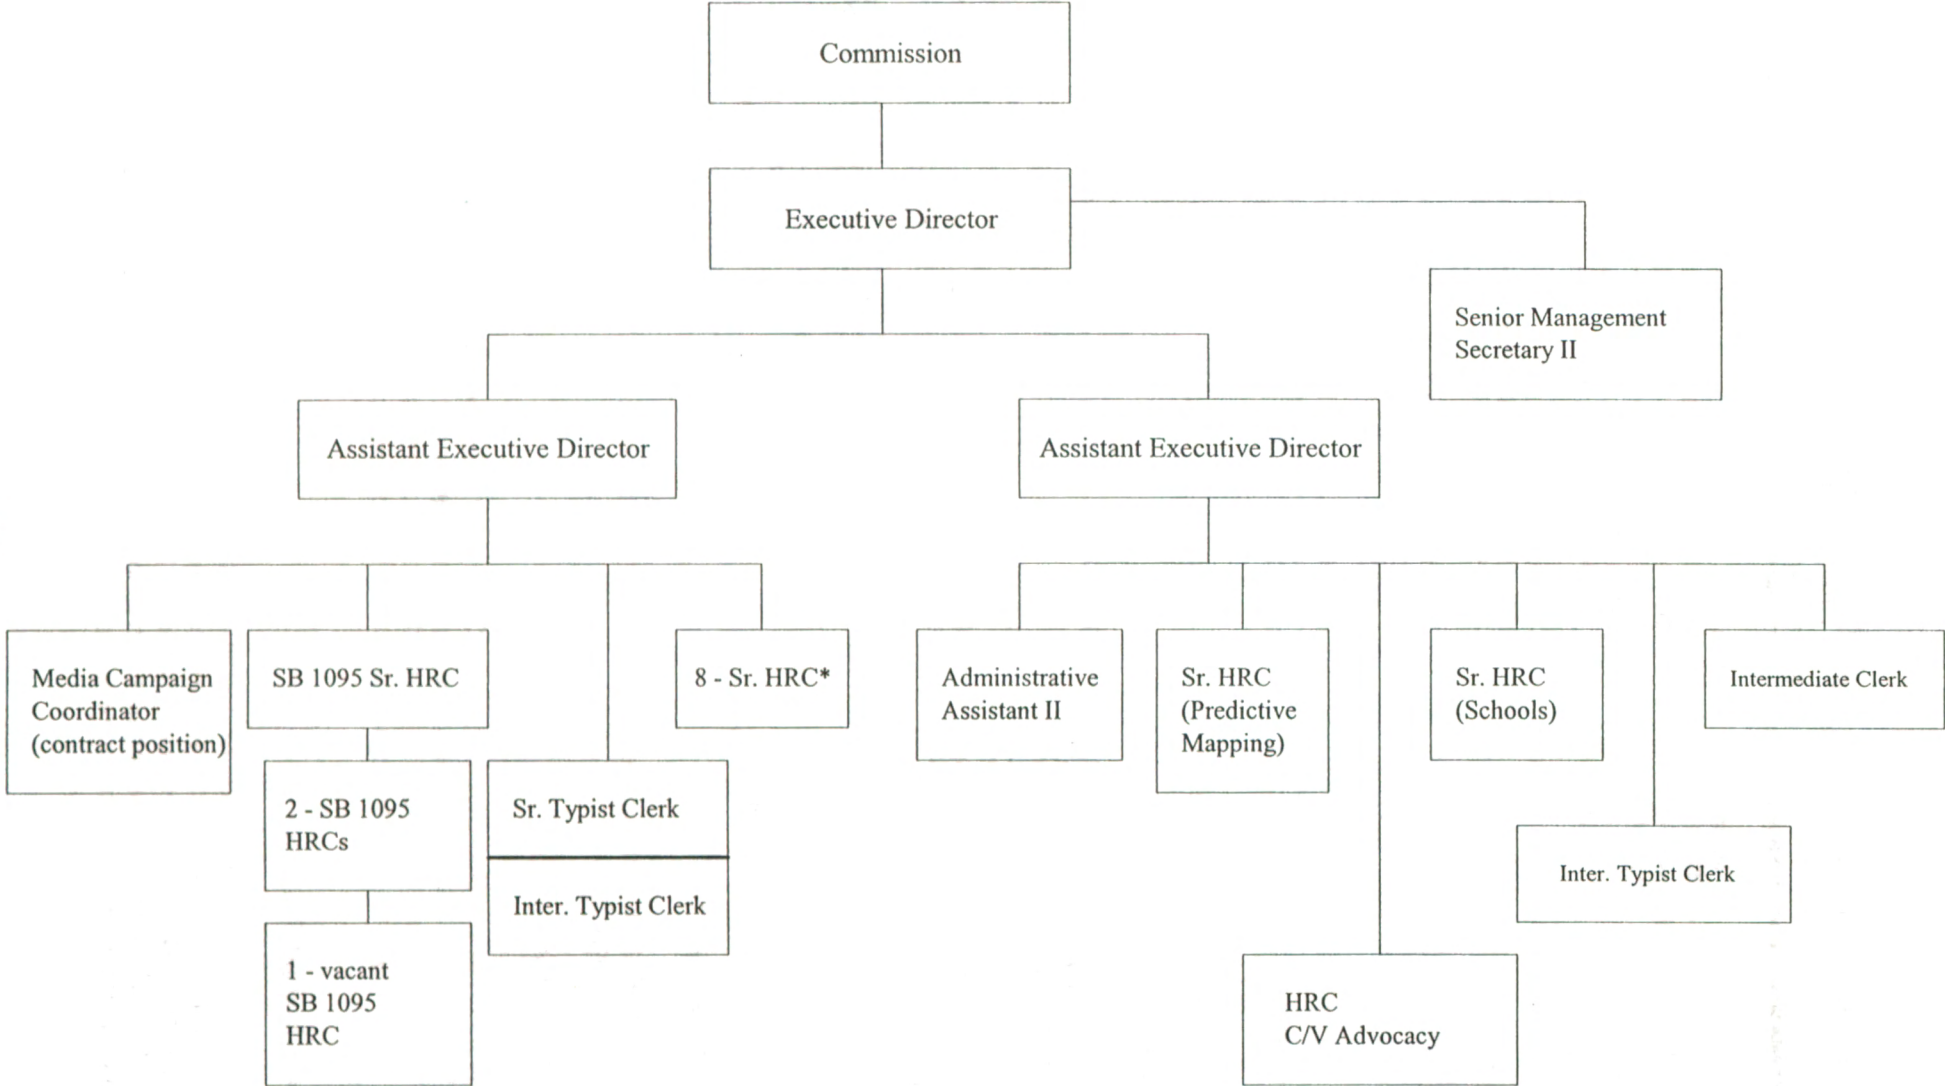 Commission
Executive Director
Senior Management
Secretary II
Assistant Executive Director
Assistant Executive Director
Media Campaign
Coordinator
(contract position)
SB 1095 Sr. HRC
8 - Sr. HRC*
Administrative
Assistant II
Sr. HRC
(Predictive
Mapping)
Sr. HRC
(Schools)
Intermediate Clerk
2 - SB 1095
HRCs
Sr. Typist Clerk
Inter. Typist Clerk
Inter. Typist Clerk
1 - vacant
SB 1095
HRC
HRC
C/V Advocacy